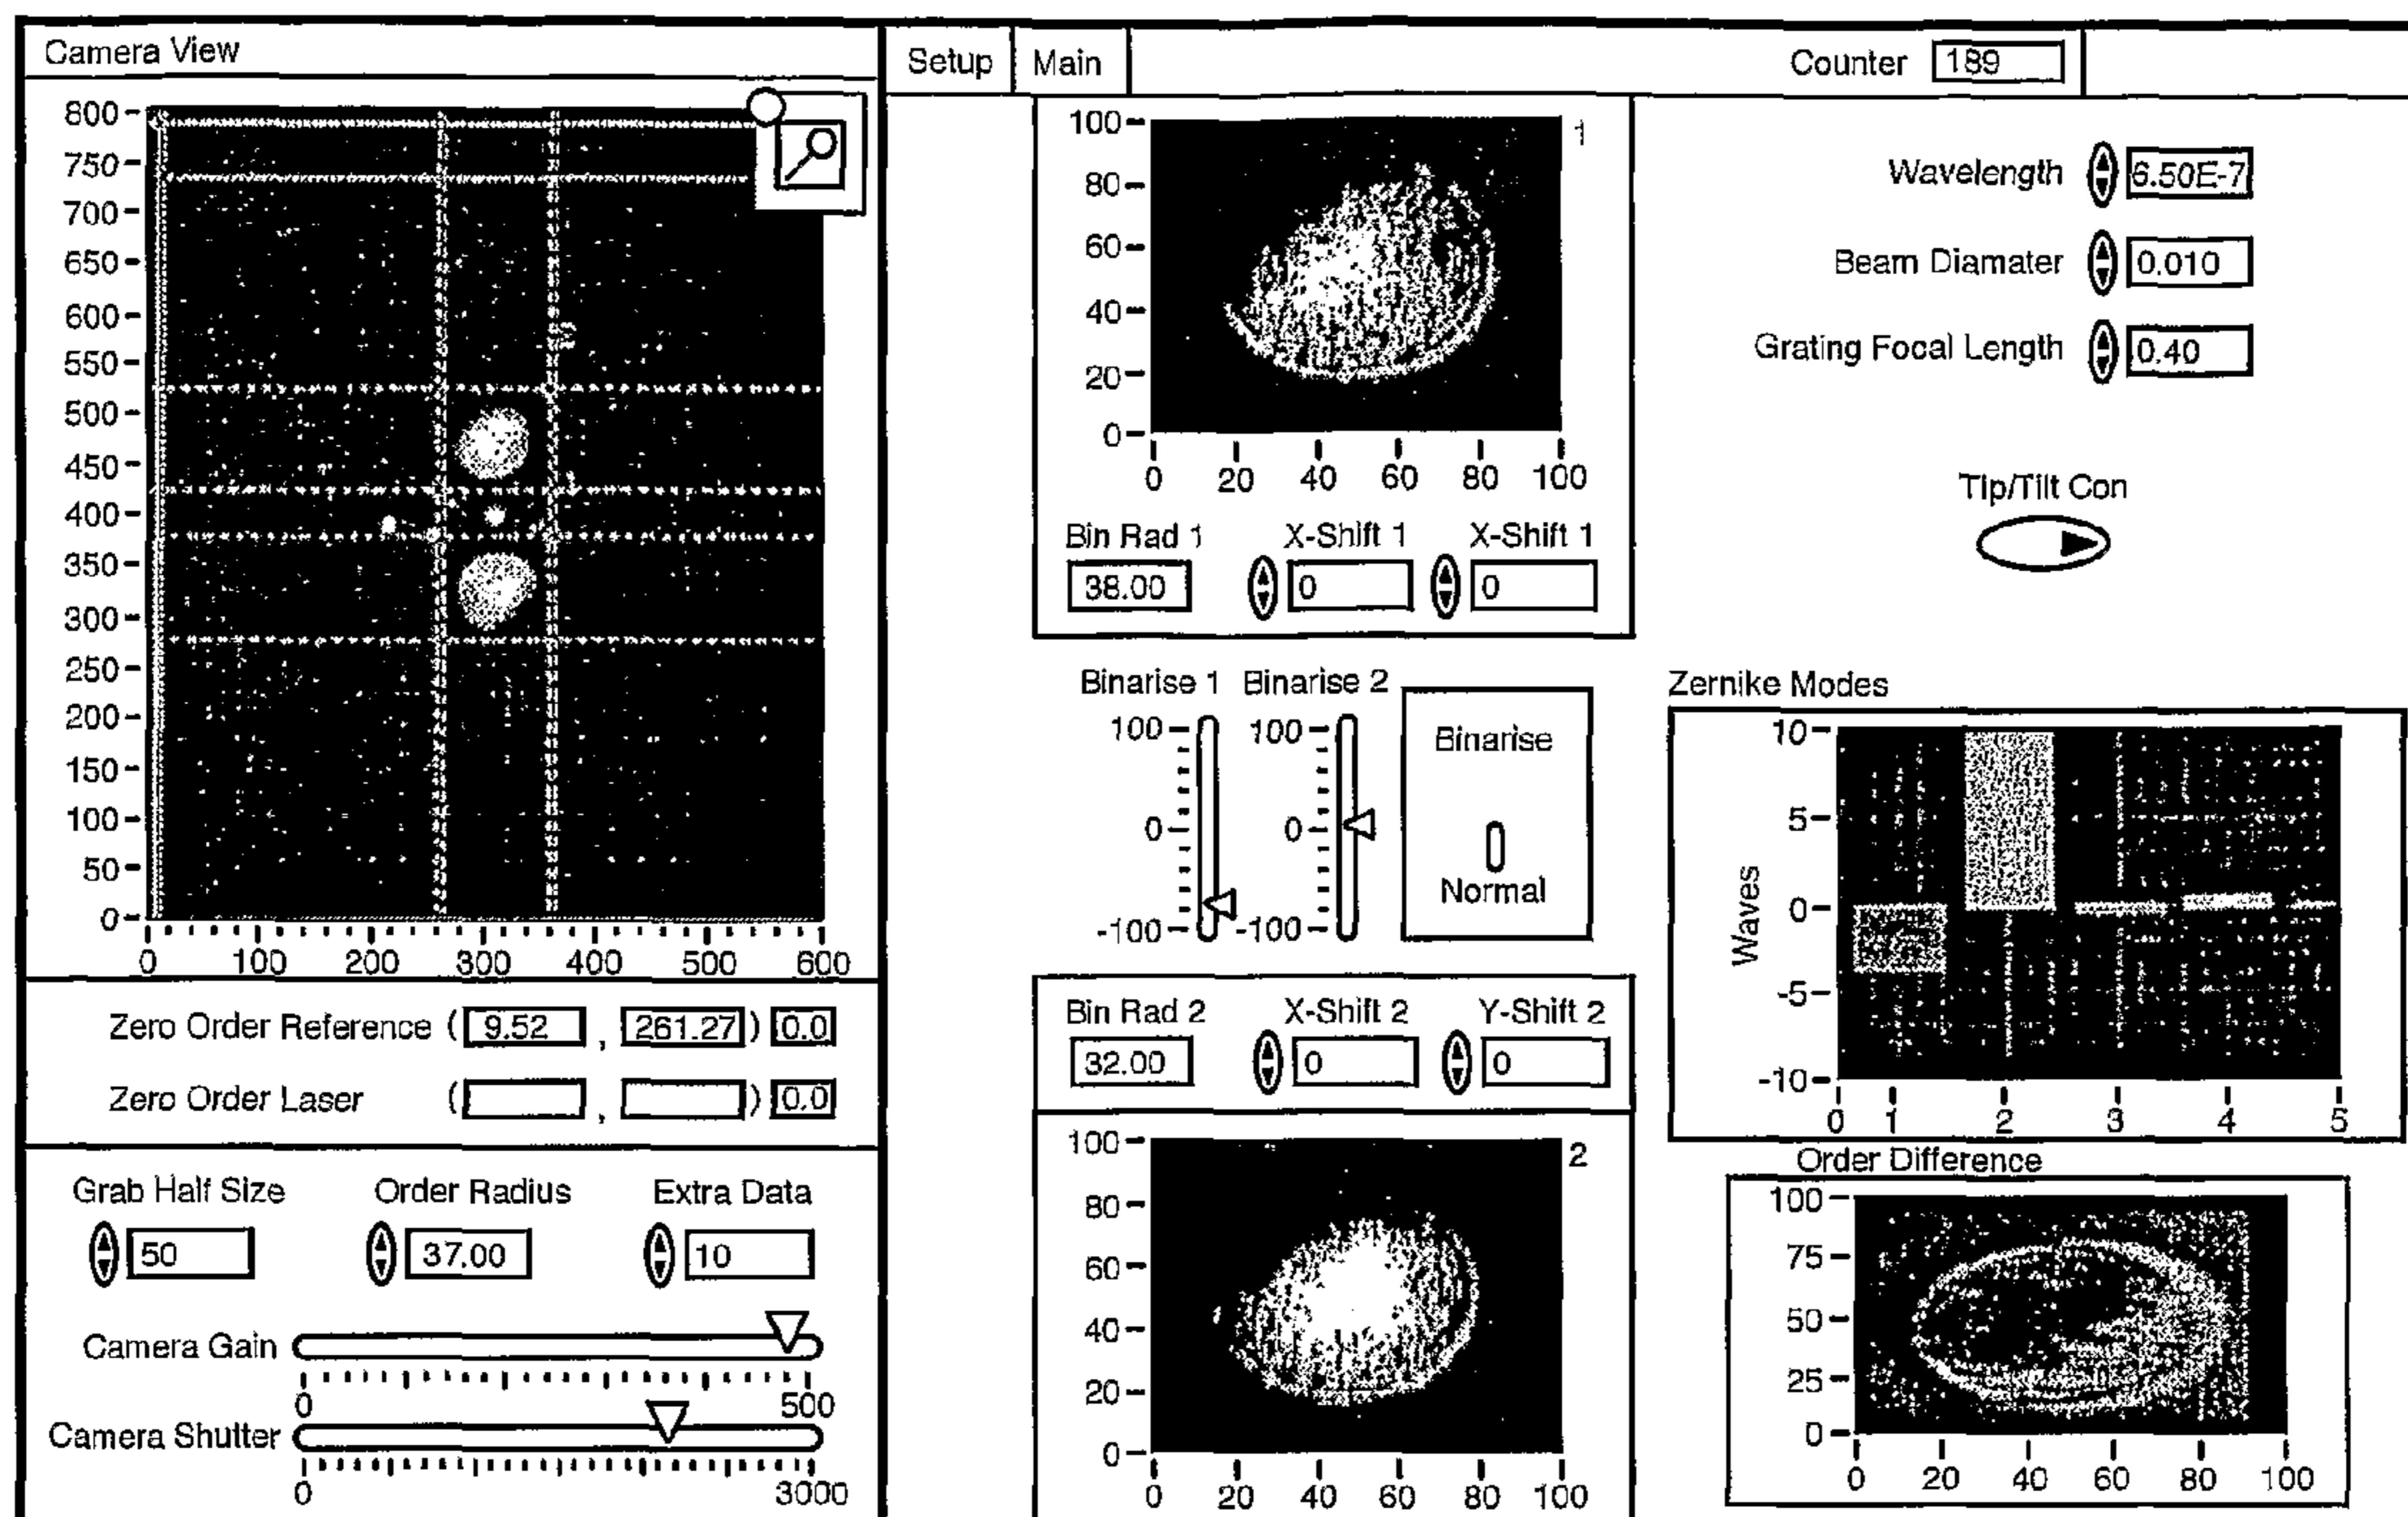 Camera View
Setup Main Counter 189
800
750
700
650
600
550
500
450
400
350
300
250
200
150
100
50
0
0 100 200 300 400 500 600
Zero Order Reference ( 9.52 , 261.27 ) 0.0
Zero Order Laser ( , ) 0.0
Grab Half Size Order Radius Extra Data
50 37.00 10
Camera Gain
0 500
Camera Shutter
0 3000
1
100
80
60
40
20
0
0 20 40 60 80 100
Bin Rad 1 X-Shift 1 X-Shift 1
38.00 0 0
Binarise 1 Binarise 2
100 100
0 0
-100 -100
Binarise
Normal
Bin Rad 2 X-Shift 2 Y-Shift 2
32.00 0 0
2
100
80
60
40
20
0
0 20 40 60 80 100
Wavelength 6.50E-7
Beam Diamater 0.010
Grating Focal Length 0.40
Tip/Tilt Con
Zernike Modes
Waves
10
5
0
-5
-10
0 1 2 3 4 5
Order Difference
100
75
50
25
0
0 20 40 60 80 100